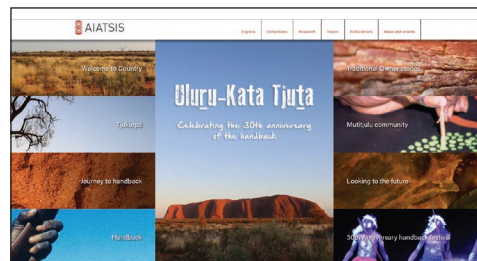 AIATSIS
Explore Collections Research Topics Publications News and events
Welcome to Country
Tjukurpa
Journey to handback
Handback
Uluṟu-Kata Tjuṯa
Celebrating the 30th anniversary
of the handback
Traditional Owner stories
Mutitjulu community
Looking to the future
30th Anniversary handback festival